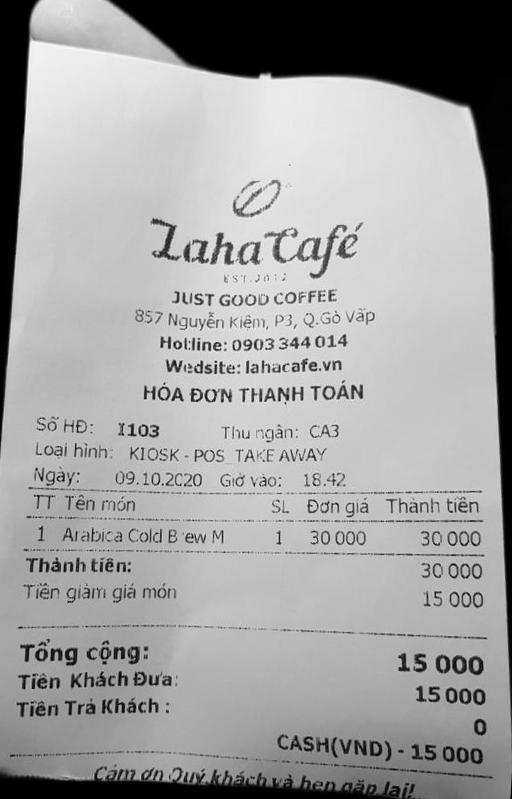 Laha Café
EST.2012
JUST GOOD COFFEE
857 Nguyễn Kiệm, P3, Q.Gò Vấp
Hotline: 0903 344 014
Wedsite: lahacafe.vn
HÓA ĐƠN THANH TOÁN
Số HĐ: I103 Thu ngân: CA3
Loại hình: KIOSK - POS_TAKE AWAY
Ngày: 09.10.2020 Giờ vào: 18.42
TT Tên món SL Đơn giá Thành tiền
1 Arabica Cold Brew M 1 30 000 30 000
Thành tiền: 30 000
Tiền giảm giá món 15 000
Tổng cộng: 15 000
Tiền Khách Đưa: 15 000
Tiền Trả Khách : 0
CASH(VND) - 15 000
Cám ơn Quý khách và hẹn gặp lại!